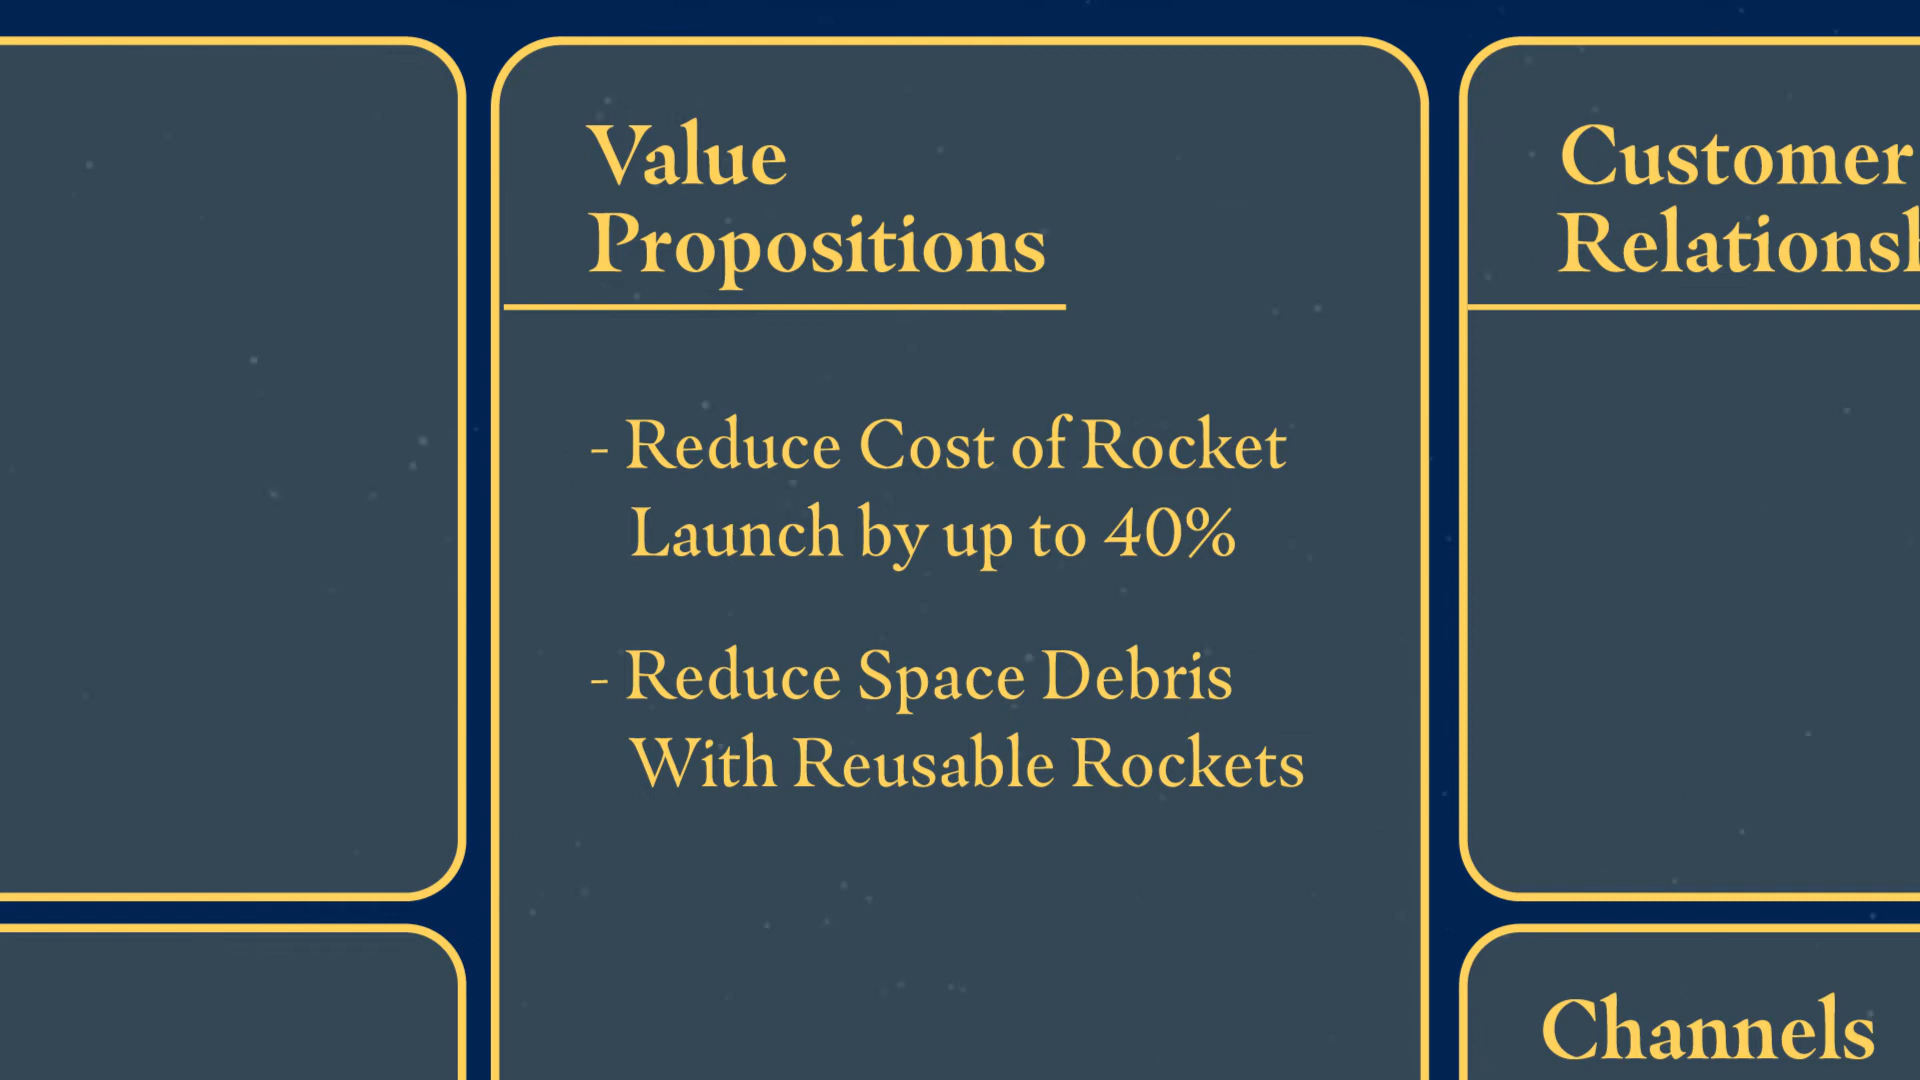 Value
Propositions
- Reduce Cost of Rocket
Launch by up to 40%
- Reduce Space Debris
With Reusable Rockets
Customer
Channels